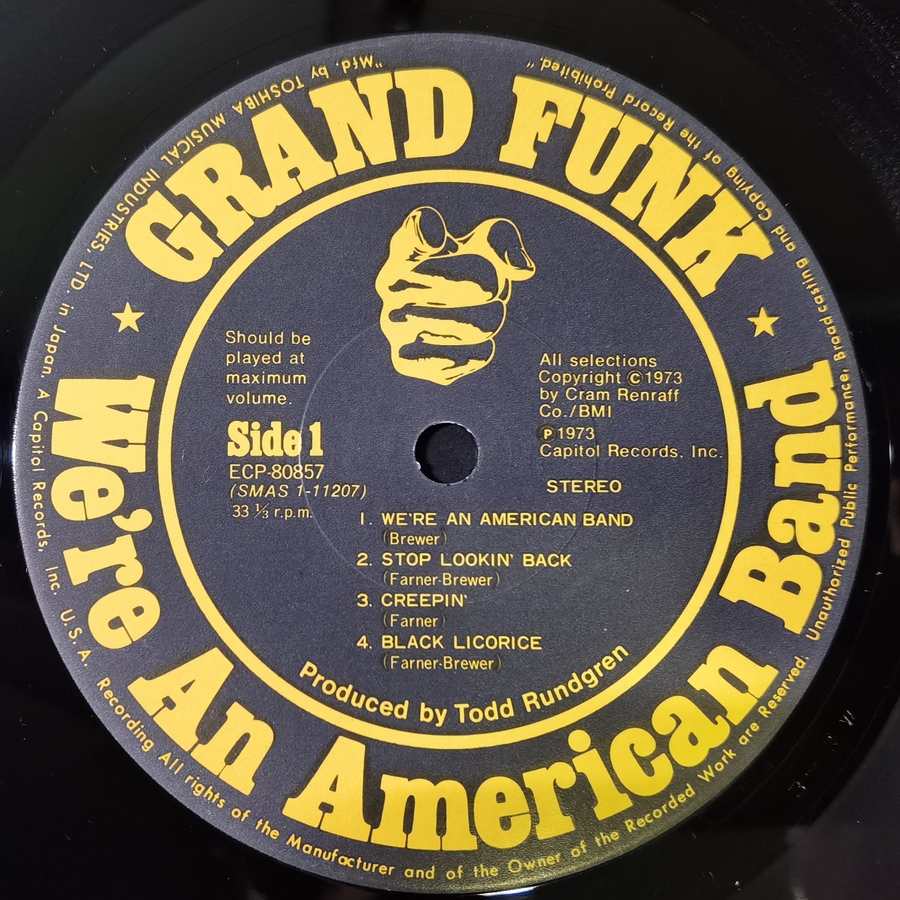 GRAND FUNK
We're An American Band
"Mfd. by TOSHIBA MUSICAL INDUSTRIES, LTD. in Japan. A Capitol Records, Inc. U.S.A. Recording All rights of the Manufacturer and of the Owner of the Recorded Work are Reserved. Unauthorized Public Performance, Broadcasting and Copying of the Record Prohibited."
Should be
played at
maximum
volume.
Side 1
ECP-80857
(SMAS 1-11207)
33 ⅓ r.p.m.
All selections
Copyright ©1973
by Cram Renraff
Co./BMI
℗1973
Capitol Records, Inc.
STEREO
1. WE'RE AN AMERICAN BAND
(Brewer)
2. STOP LOOKIN' BACK
(Farner-Brewer)
3. CREEPIN'
(Farner)
4. BLACK LICORICE
(Farner-Brewer)
Produced by Todd Rundgren